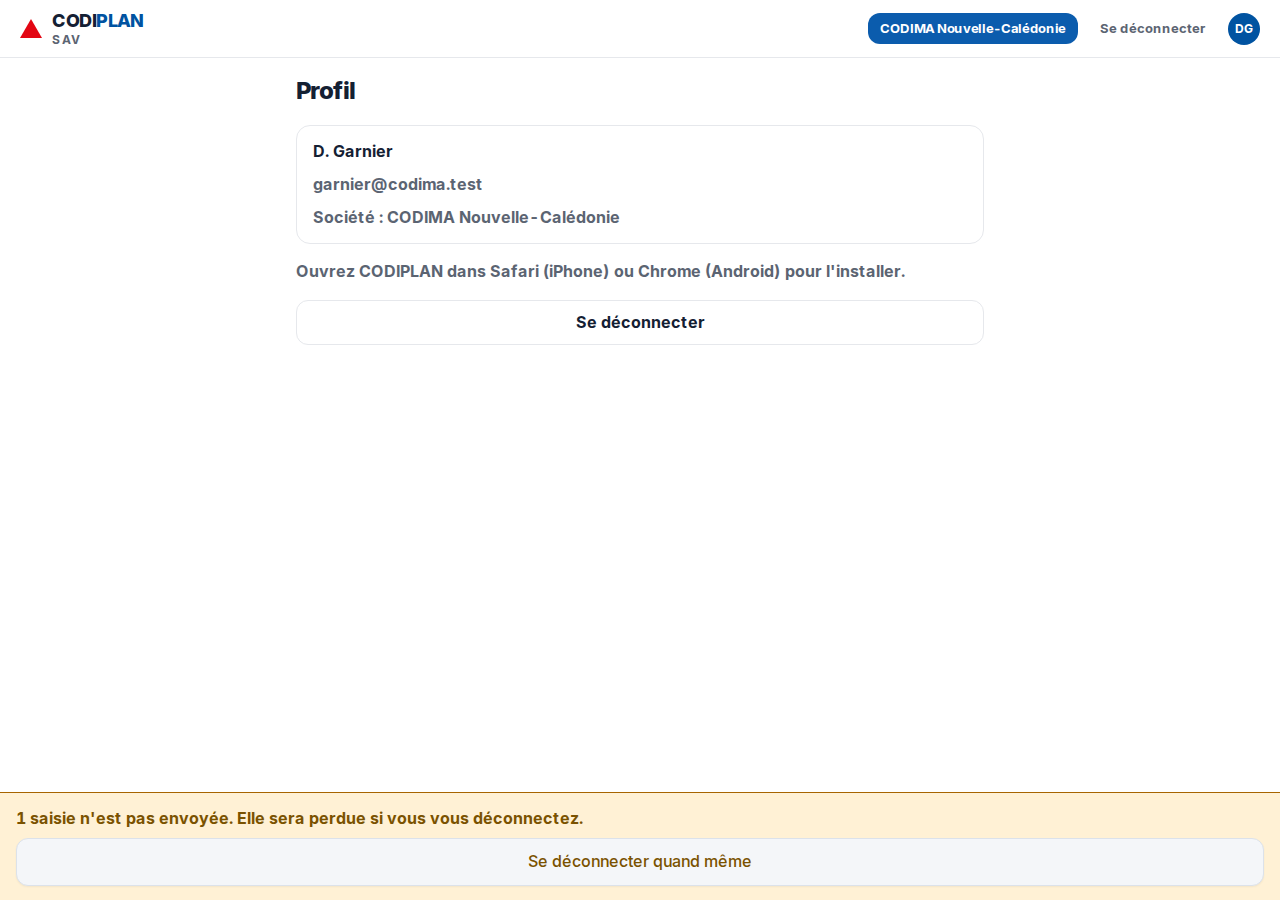 CODIPLAN
SAV
CODIMA Nouvelle-Calédonie
Se déconnecter
DG
Profil
D. Garnier
garnier@codima.test
Société : CODIMA Nouvelle-Calédonie
Ouvrez CODIPLAN dans Safari (iPhone) ou Chrome (Android) pour l'installer.
Se déconnecter
1 saisie n'est pas envoyée. Elle sera perdue si vous vous déconnectez.
Se déconnecter quand même